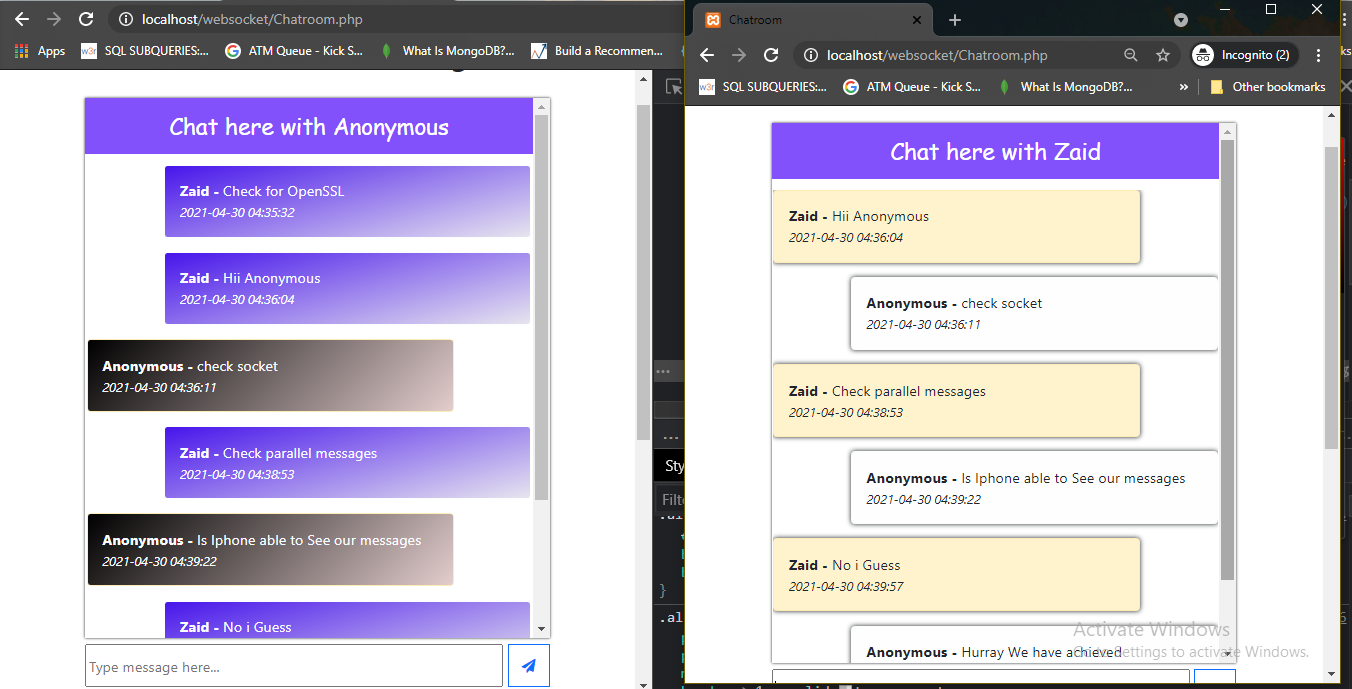 localhost/websocket/Chatroom.php
Apps
w3r
SQL SUBQUERIES:...
ATM Queue - Kick S...
What Is MongoDB?...
Build a Recommen...
Chat here with Anonymous
Zaid - Check for OpenSSL
2021-04-30 04:35:32
Zaid - Hii Anonymous
2021-04-30 04:36:04
Anonymous - check socket
2021-04-30 04:36:11
Zaid - Check parallel messages
2021-04-30 04:38:53
Anonymous - Is Iphone able to See our messages
2021-04-30 04:39:22
Zaid - No i Guess
Type message here...
...
...
Sty
Filte
}
.al
Chatroom
localhost/websocket/Chatroom.php
Incognito (2)
w3r
SQL SUBQUERIES:...
ATM Queue - Kick S...
What Is MongoDB?...
»
Other bookmarks
Chat here with Zaid
Zaid - Hii Anonymous
2021-04-30 04:36:04
Anonymous - check socket
2021-04-30 04:36:11
Zaid - Check parallel messages
2021-04-30 04:38:53
Anonymous - Is Iphone able to See our messages
2021-04-30 04:39:22
Zaid - No i Guess
2021-04-30 04:39:57
Anonymous - Hurray We have achieved
Activate Windows
Go to Settings to activate Windows.